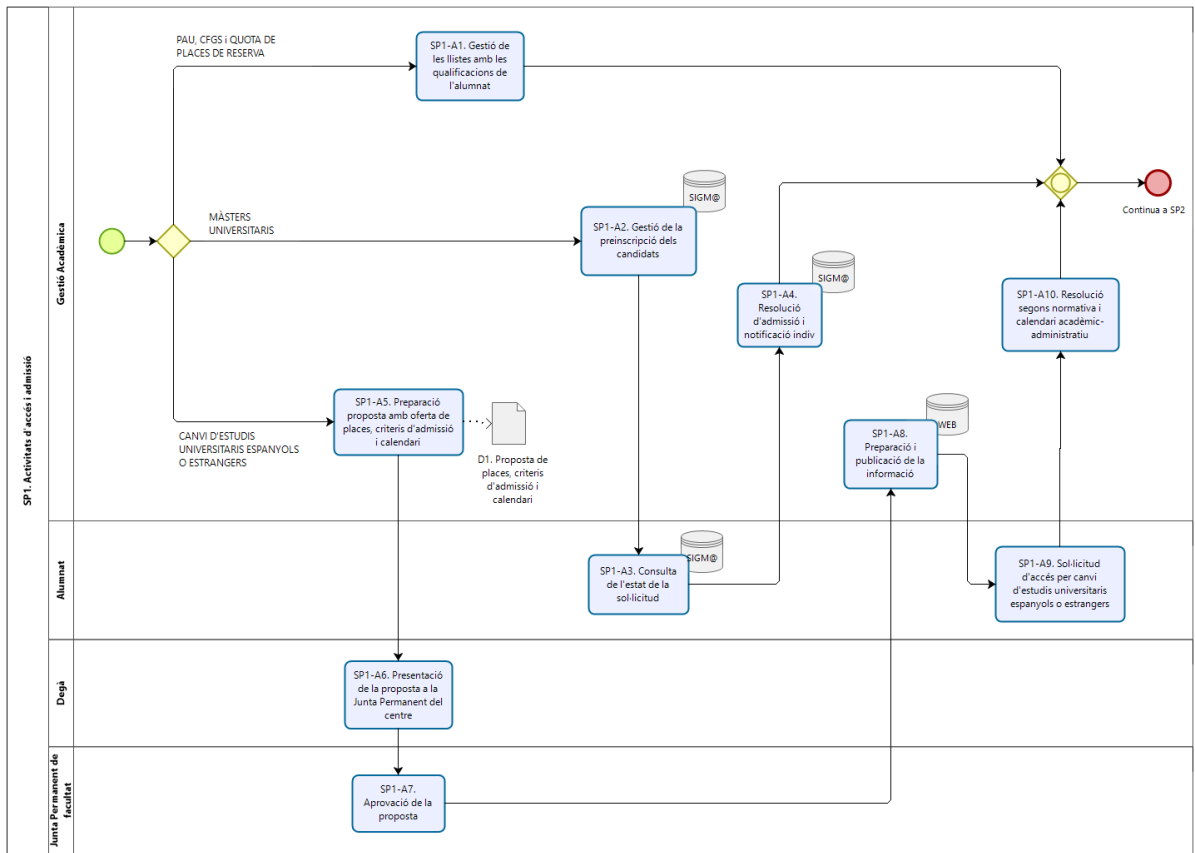 SP1. Activitats d'accés i admissió
Gestió Acadèmica
PAU, CFGS i QUOTA DE
PLACES DE RESERVA
SP1-A1. Gestió de
les llistes amb les
qualificacions de
l'alumnat
MÀSTERS
UNIVERSITARIS
SIGM@
SP1-A2. Gestió de la
preinscripció dels
candidats
Continua a SP2
SIGM@
SP1-A4.
Resolució
d'admissió i
notificació indiv
SP1-A10. Resolució
segons normativa i
calendari acadèmic-
administratiu
CANVI D'ESTUDIS
UNIVERSITARIS ESPANYOLS
O ESTRANGERS
SP1-A5. Preparació
proposta amb oferta de
places, criteris d'admissió
i calendari
D1. Proposta de
places, criteris
d'admissió i
calendari
WEB
SP1-A8.
Preparació i
publicació de la
informació
Alumnat
SIGM@
SP1-A3. Consulta
de l'estat de la
sol·licitud
SP1-A9. Sol·licitud
d'accés per canvi
d'estudis universitaris
espanyols o estrangers
Degà
SP1-A6. Presentació
de la proposta a la
Junta Permanent del
centre
Junta Permanent de
facultat
SP1-A7.
Aprovació de la
proposta